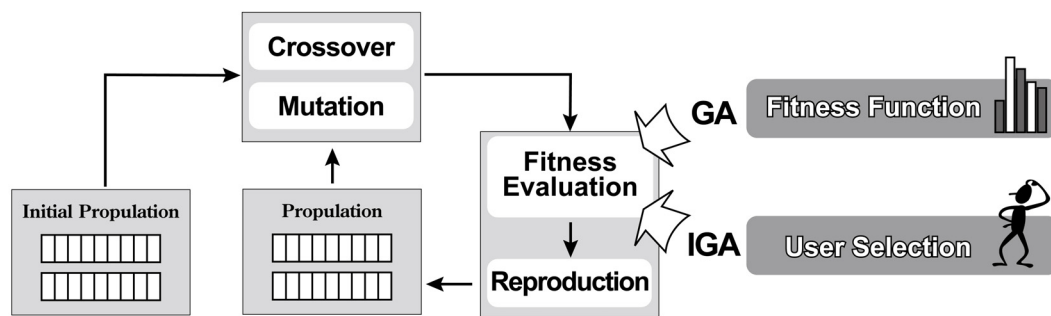 Crossover
Mutation
GA
Fitness Function
Fitness
Evaluation
Initial Propulation
Propulation
IGA
User Selection
Reproduction